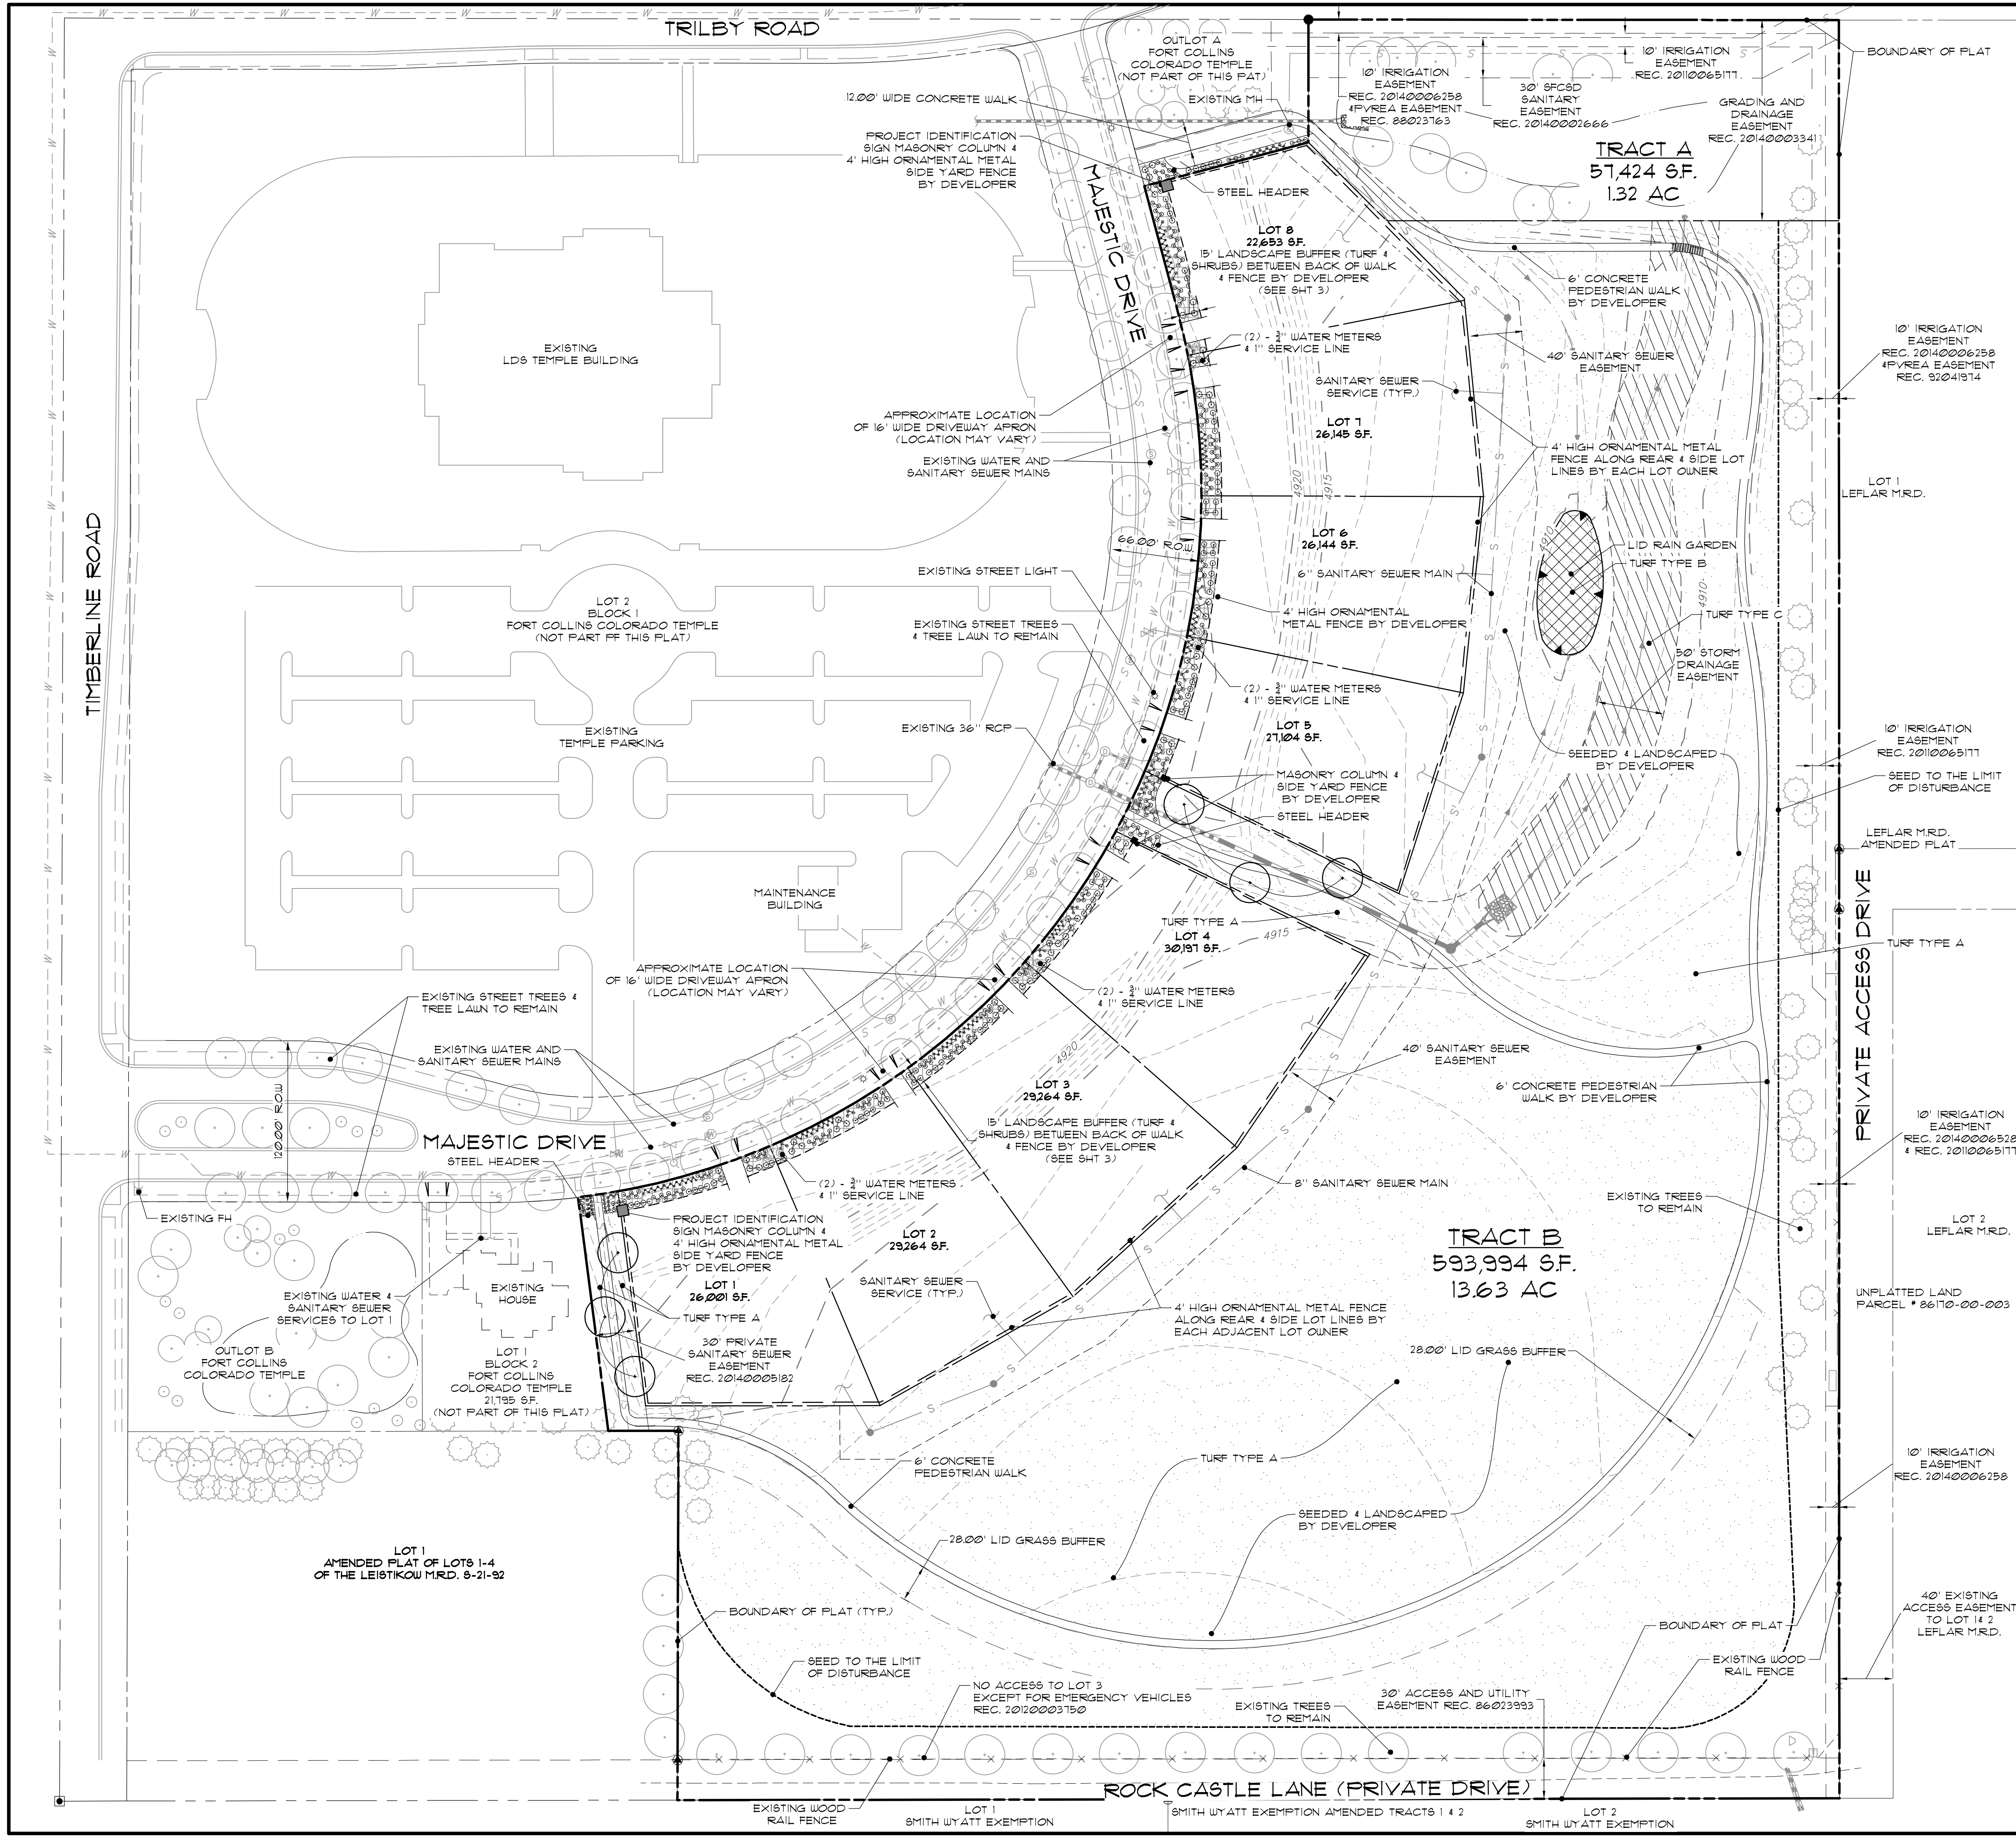 TRILBY ROAD
OUTLOT A
FORT COLLINS
COLORADO TEMPLE
(NOT PART OF THIS PAT)
10' IRRIGATION
EASEMENT
REC. 20110065177
BOUNDARY OF PLAT
10' IRRIGATION
EASEMENT
REC. 20140006258
&PVREA EASEMENT
REC. 88023763
30' SFCSD
SANITARY
EASEMENT
REC. 20140002666
GRADING AND
DRAINAGE
EASEMENT
REC. 20140003341
12.00' WIDE CONCRETE WALK
EXISTING MH
PROJECT IDENTIFICATION
SIGN MASONRY COLUMN &
4' HIGH ORNAMENTAL METAL
SIDE YARD FENCE
BY DEVELOPER
TRACT A
57,424 S.F.
1.32 AC
STEEL HEADER
MAJESTIC DRIVE
LOT 8
22,653 S.F.
15' LANDSCAPE BUFFER (TURF &
SHRUBS) BETWEEN BACK OF WALK
& FENCE BY DEVELOPER
(SEE SHT 3)
6' CONCRETE
PEDESTRIAN WALK
BY DEVELOPER
(2) - 3/4" WATER METERS
& 1" SERVICE LINE
40' SANITARY SEWER
EASEMENT
10' IRRIGATION
EASEMENT
REC. 20140006258
&PVREA EASEMENT
REC. 92041974
EXISTING
LDS TEMPLE BUILDING
SANITARY SEWER
SERVICE (TYP.)
APPROXIMATE LOCATION
OF 16' WIDE DRIVEWAY APRON
(LOCATION MAY VARY)
LOT 7
26,145 S.F.
4' HIGH ORNAMENTAL METAL
FENCE ALONG REAR & SIDE LOT
LINES BY EACH LOT OWNER
EXISTING WATER AND
SANITARY SEWER MAINS
4920
4915
LOT 1
LEFLAR M.R.D.
TIMBERLINE ROAD
66.00' R.O.W.
LOT 6
26,144 S.F.
4910
LID RAIN GARDEN
TURF TYPE B
EXISTING STREET LIGHT
6" SANITARY SEWER MAIN
4910
LOT 2
BLOCK 1
FORT COLLINS COLORADO TEMPLE
(NOT PART PF THIS PLAT)
EXISTING STREET TREES
& TREE LAWN TO REMAIN
4' HIGH ORNAMENTAL
METAL FENCE BY DEVELOPER
TURF TYPE C
50' STORM
DRAINAGE
EASEMENT
(2) - 3/4" WATER METERS
& 1" SERVICE LINE
EXISTING 36" RCP
EXISTING
TEMPLE PARKING
LOT 5
27,104 S.F.
SEEDED & LANDSCAPED
BY DEVELOPER
10' IRRIGATION
EASEMENT
REC. 20110065177
SEED TO THE LIMIT
OF DISTURBANCE
MASONRY COLUMN &
SIDE YARD FENCE
BY DEVELOPER
STEEL HEADER
LEFLAR M.R.D.
AMENDED PLAT
PRIVATE ACCESS DRIVE
MAINTENANCE
BUILDING
TURF TYPE A
LOT 4
30,197 S.F.
4915
TURF TYPE A
APPROXIMATE LOCATION
OF 16' WIDE DRIVEWAY APRON
(LOCATION MAY VARY)
EXISTING STREET TREES &
TREE LAWN TO REMAIN
(2) - 3/4" WATER METERS
& 1" SERVICE LINE
EXISTING WATER AND
SANITARY SEWER MAINS
4920
40' SANITARY SEWER
EASEMENT
LOT 3
29,264 S.F.
6' CONCRETE PEDESTRIAN
WALK BY DEVELOPER
120.00' ROW
MAJESTIC DRIVE
15' LANDSCAPE BUFFER (TURF &
SHRUBS) BETWEEN BACK OF WALK
& FENCE BY DEVELOPER
(SEE SHT 3)
10' IRRIGATION
EASEMENT
REC. 20140006528
& REC. 20110065177
STEEL HEADER
(2) - 3/4" WATER METERS
& 1" SERVICE LINE
8" SANITARY SEWER MAIN
EXISTING TREES
TO REMAIN
EXISTING FH
PROJECT IDENTIFICATION
SIGN MASONRY COLUMN &
4' HIGH ORNAMENTAL METAL
SIDE YARD FENCE
BY DEVELOPER
LOT 2
29,264 S.F.
TRACT B
593,994 S.F.
13.63 AC
LOT 2
LEFLAR M.R.D.
EXISTING WATER &
SANITARY SEWER
SERVICES TO LOT 1
EXISTING
HOUSE
LOT 1
26,001 S.F.
SANITARY SEWER
SERVICE (TYP.)
UNPLATTED LAND
PARCEL # 86170-00-003
TURF TYPE A
4' HIGH ORNAMENTAL METAL FENCE
ALONG REAR & SIDE LOT LINES BY
EACH ADJACENT LOT OWNER
30' PRIVATE
SANITARY SEWER
EASEMENT
REC. 20140005182
OUTLOT B
FORT COLLINS
COLORADO TEMPLE
LOT 1
BLOCK 2
FORT COLLINS
COLORADO TEMPLE
21,795 S.F.
(NOT PART OF THIS PLAT)
28.00' LID GRASS BUFFER
6' CONCRETE
PEDESTRIAN WALK
TURF TYPE A
10' IRRIGATION
EASEMENT
REC. 20140006258
SEEDED & LANDSCAPED
BY DEVELOPER
28.00' LID GRASS BUFFER
LOT 1
AMENDED PLAT OF LOTS 1-4
OF THE LEISTIKOW M.R.D. S-21-92
BOUNDARY OF PLAT (TYP.)
BOUNDARY OF PLAT
40' EXISTING
ACCESS EASEMENT
TO LOT 1& 2
LEFLAR M.R.D.
SEED TO THE LIMIT
OF DISTURBANCE
EXISTING WOOD
RAIL FENCE
NO ACCESS TO LOT 3
EXCEPT FOR EMERGENCY VEHICLES
REC. 20120003750
EXISTING TREES
TO REMAIN
30' ACCESS AND UTILITY
EASEMENT REC. 86023993
ROCK CASTLE LANE (PRIVATE DRIVE)
EXISTING WOOD
RAIL FENCE
LOT 1
SMITH WYATT EXEMPTION
SMITH WYATT EXEMPTION AMENDED TRACTS 1 & 2
LOT 2
SMITH WYATT EXEMPTION